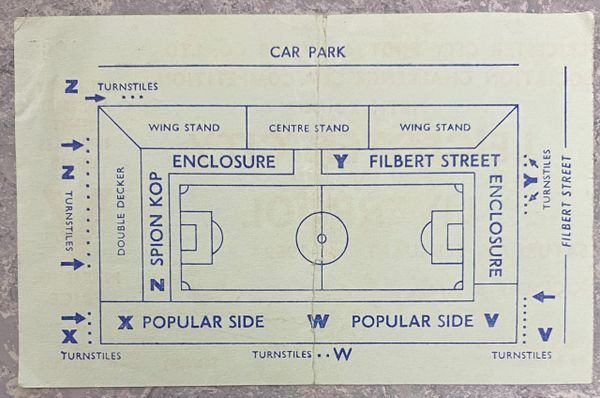 CAR PARK
Z TURNSTILES
WING STAND CENTRE STAND WING STAND
ENCLOSURE Y FILBERT STREET
ENCLOSURE
Z TURNSTILES
DOUBLE DECKER
Z SPION KOP
Y TURNSTILES
FILBERT STREET
X POPULAR SIDE W POPULAR SIDE V
X TURNSTILES
TURNSTILES W
V TURNSTILES